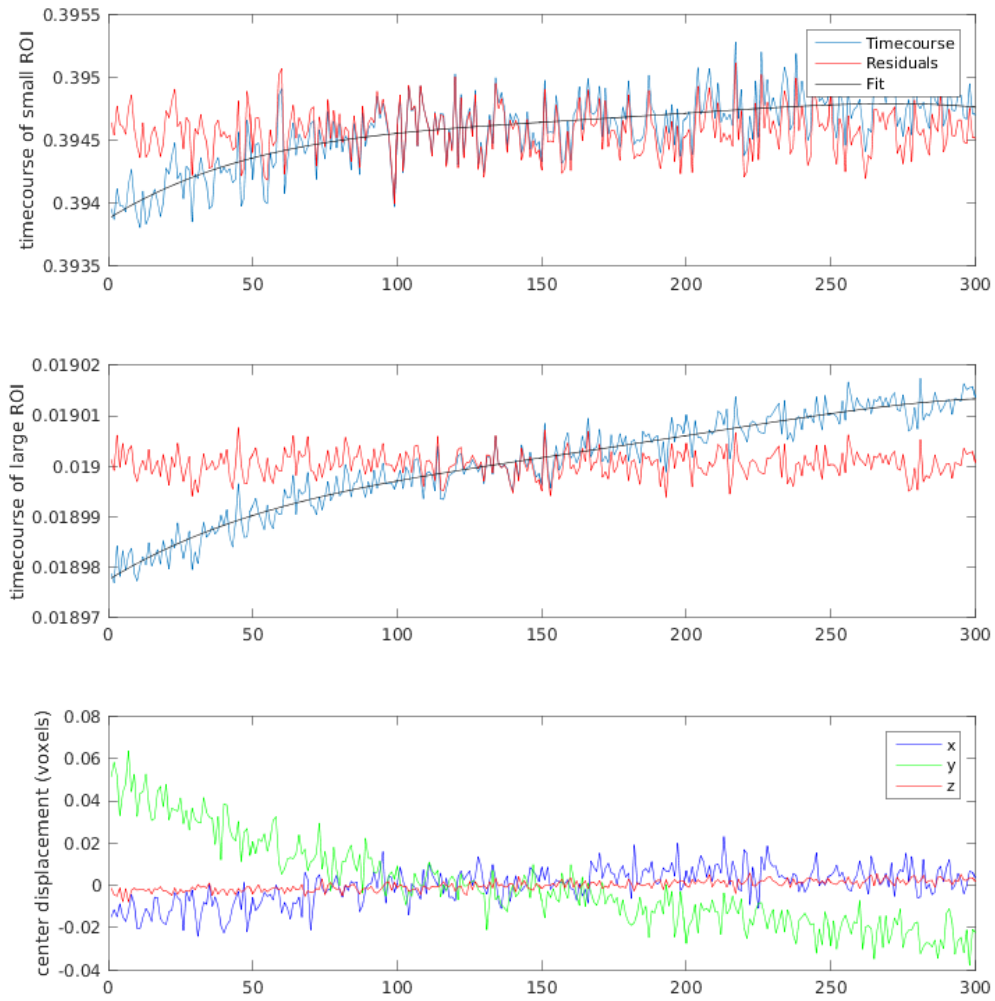 timecourse of small ROI
0.3955
0.395
0.3945
0.394
0.3935
0 50 100 150 200 250 300
Timecourse
Residuals
Fit
timecourse of large ROI
0.01902
0.01901
0.019
0.01899
0.01898
0.01897
0 50 100 150 200 250 300
center displacement (voxels)
0.08
0.06
0.04
0.02
0
-0.02
-0.04
0 50 100 150 200 250 300
x
y
z